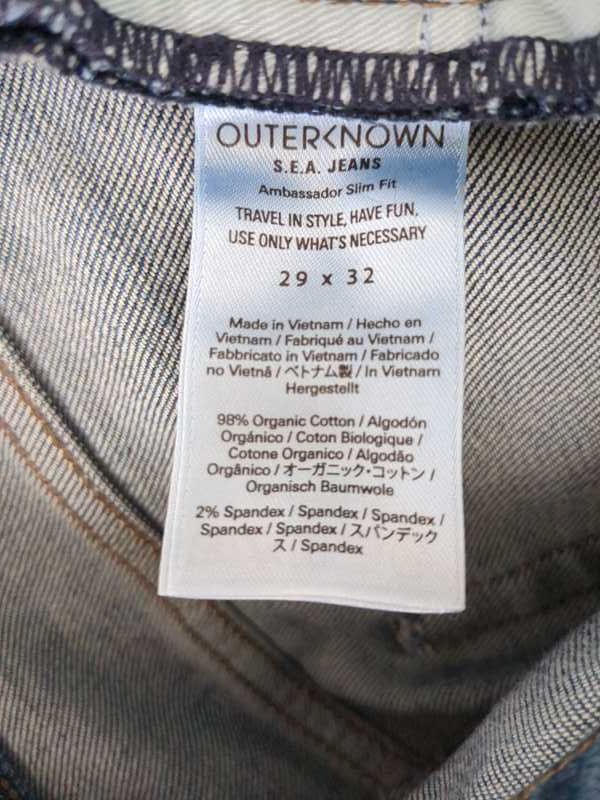 OUTERKNOWN
S.E.A. JEANS
Ambassador Slim Fit
TRAVEL IN STYLE, HAVE FUN,
USE ONLY WHAT'S NECESSARY
29 x 32
Made in Vietnam / Hecho en
Vietnam / Fabriqué au Vietnam /
Fabbricato in Vietnam / Fabricado
no Vietnã / ベトナム製 / In Vietnam
Hergestellt
98% Organic Cotton / Algodón
Orgánico / Coton Biologique /
Cotone Organico / Algodão
Orgânico / オーガニック・コットン /
Organisch Baumwole
2% Spandex / Spandex / Spandex /
Spandex / Spandex / スパンデック
ス / Spandex